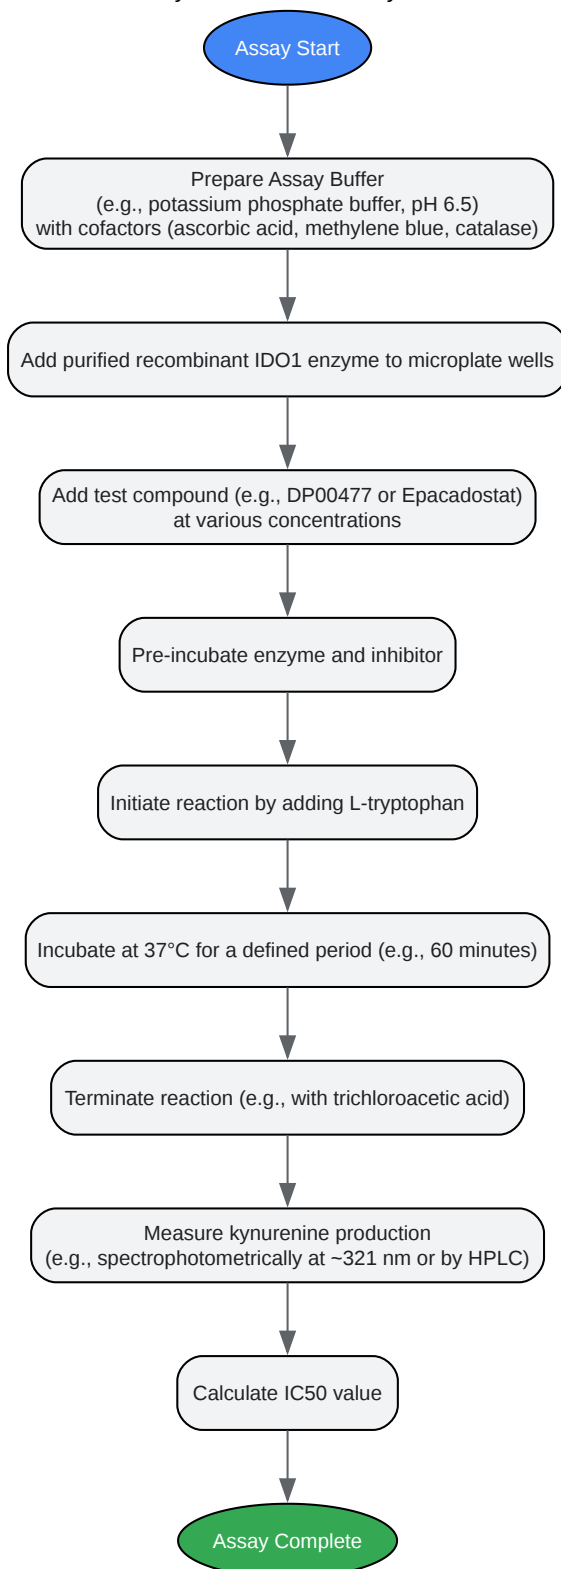 Assay Start
Prepare Assay Buffer
(e.g., potassium phosphate buffer, pH 6.5)
with cofactors (ascorbic acid, methylene blue, catalase)
Add purified recombinant IDO1 enzyme to microplate wells
Add test compound (e.g., DP00477 or Epacadostat)
at various concentrations
Pre-incubate enzyme and inhibitor
Initiate reaction by adding L-tryptophan
Incubate at 37°C for a defined period (e.g., 60 minutes)
Terminate reaction (e.g., with trichloroacetic acid)
Measure kynurenine production
(e.g., spectrophotometrically at ~321 nm or by HPLC)
Calculate IC50 value
Assay Complete